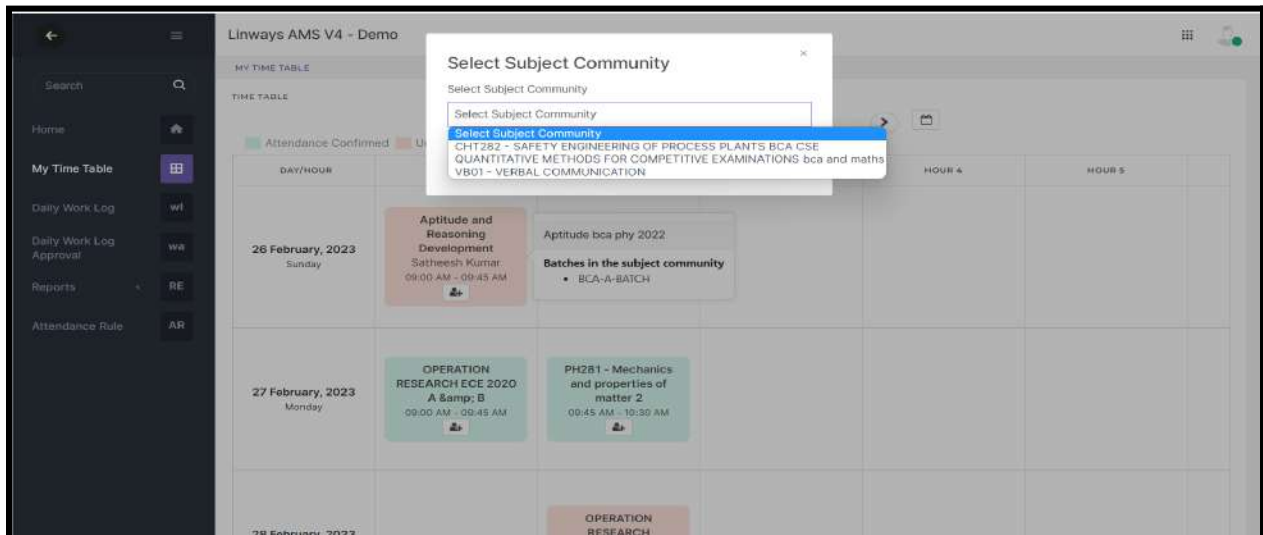 Linways AMS V4 - Demo
Search
Home
My Time Table
Daily Work Log
wl
Daily Work Log
Approval
wa
Reports
RE
Attendance Rule
AR
MY TIME TABLE
TIME TABLE
Attendance Confirmed
Select Subject Community
Select Subject Community
Select Subject Community
Select Subject Community
CHT282 - SAFETY ENGINEERING OF PROCESS PLANTS BCA CSE
QUANTITATIVE METHODS FOR COMPETITIVE EXAMINATIONS bca and maths
VB01 - VERBAL COMMUNICATION
DAY/HOUR
HOUR 4
HOUR 5
26 February, 2023
Sunday
Aptitude and
Reasoning
Development
Satheesh Kumar
09:00 AM - 09:45 AM
Aptitude bca phy 2022
Batches in the subject community
• BCA-A-BATCH
27 February, 2023
Monday
OPERATION
RESEARCH ECE 2020
A &amp; B
09:00 AM - 09:45 AM
PH281 - Mechanics
and properties of
matter 2
09:45 AM - 10:30 AM
28 February, 2023
OPERATION
RESEARCH